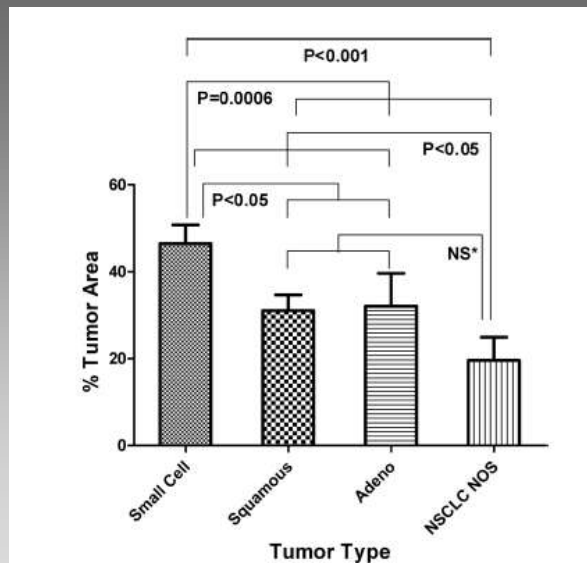 P<0.001
P=0.0006
P<0.05
P<0.05
NS*
60
40
20
0
% Tumor Area
Small Cell
Squamous
Adeno
NSCLC NOS
Tumor Type